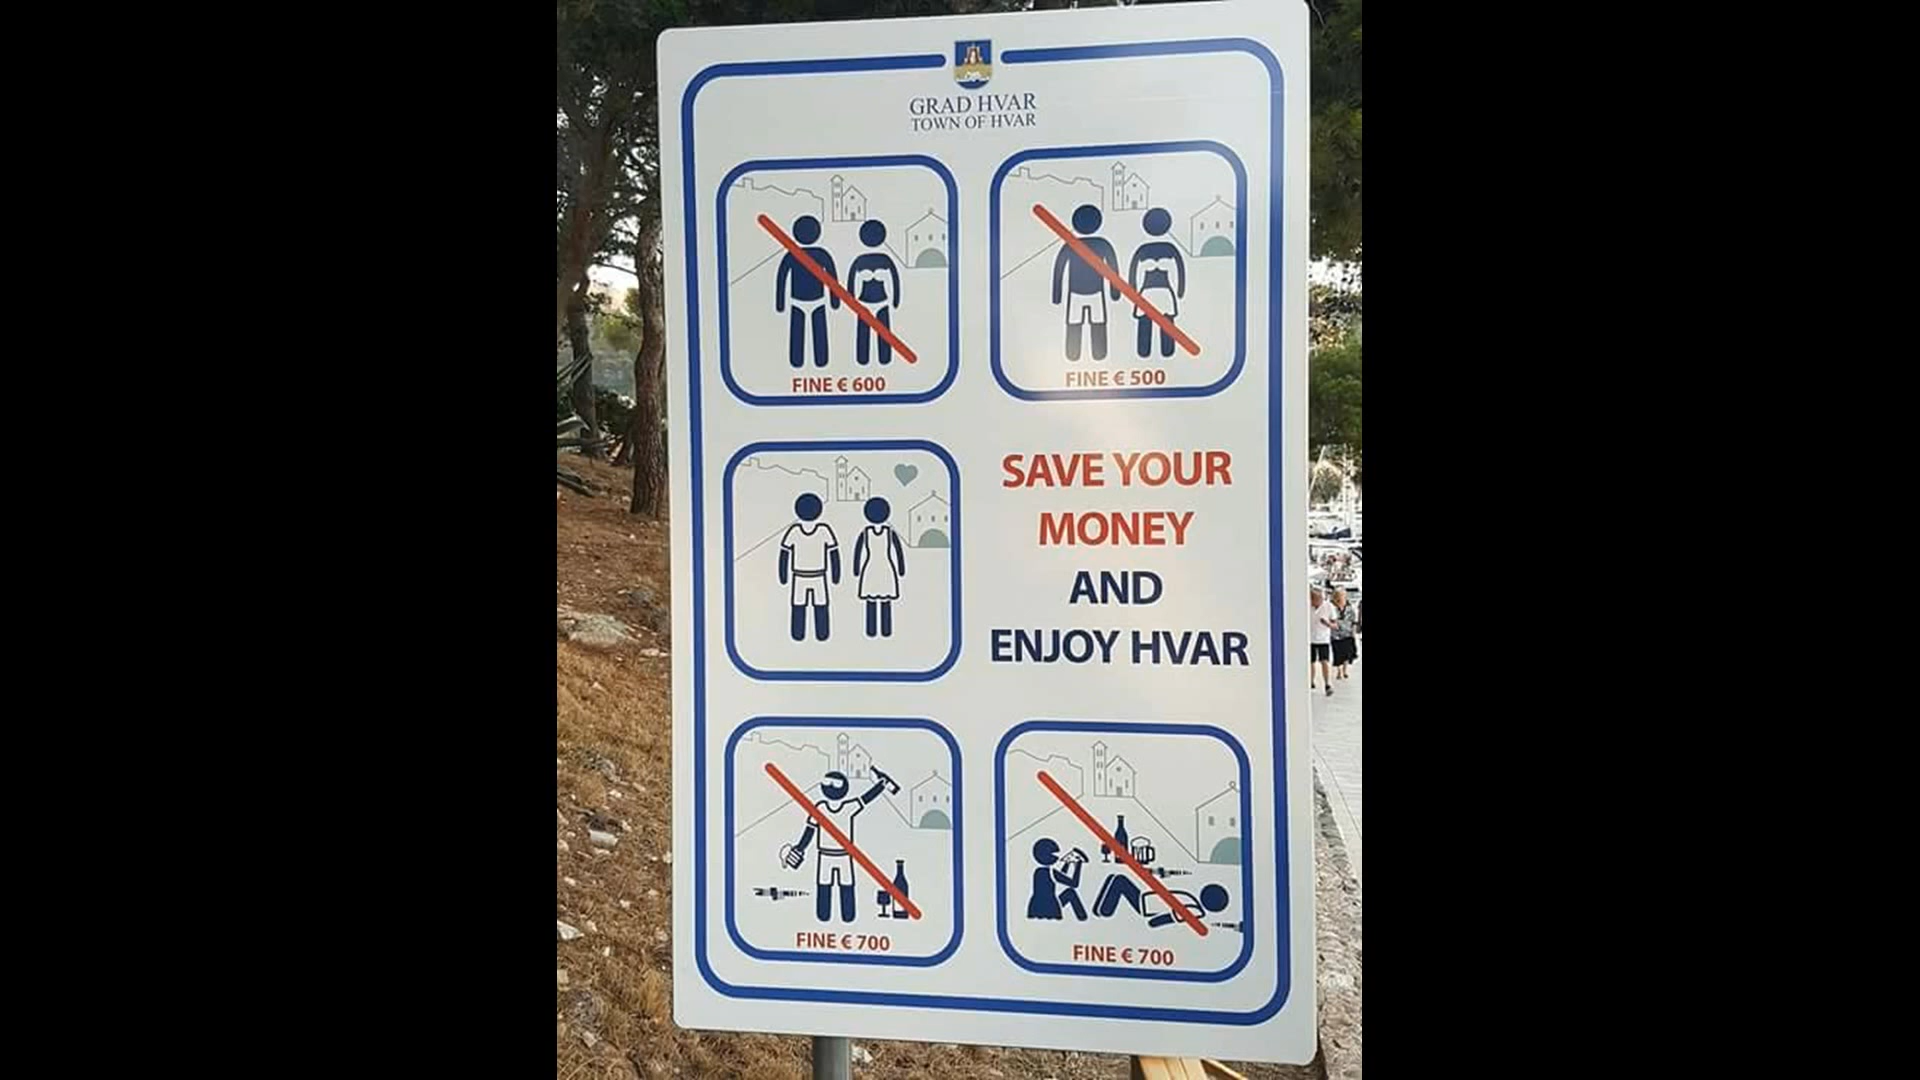 GRAD HVAR
TOWN OF HVAR
FINE € 600
FINE € 500
SAVE YOUR
MONEY
AND
ENJOY HVAR
FINE € 700
FINE € 700